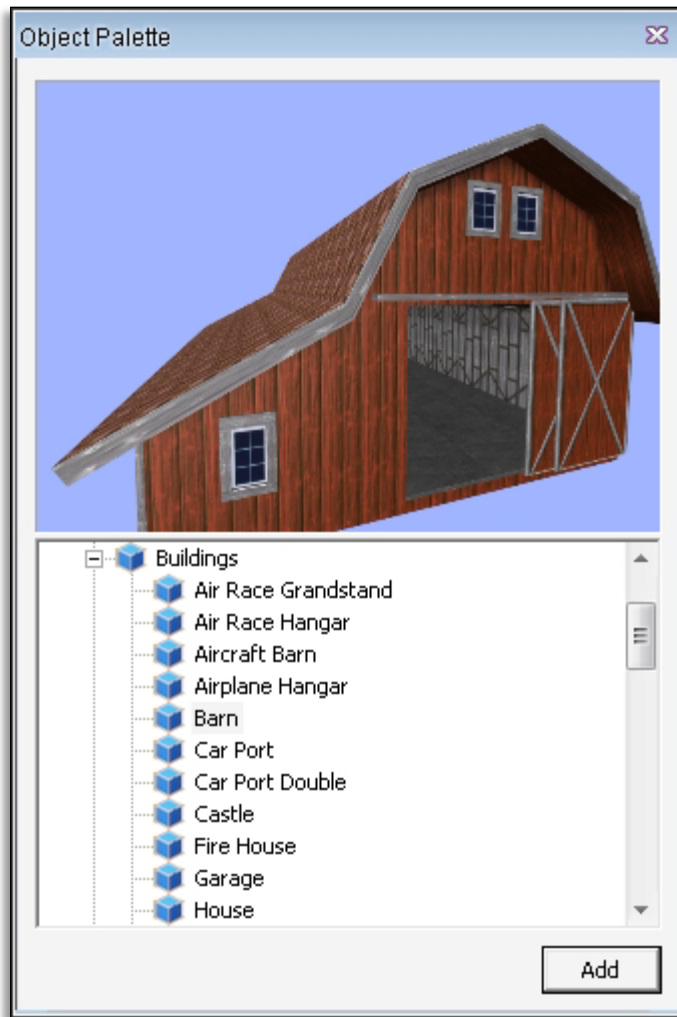 Object Palette
Buildings
Air Race Grandstand
Air Race Hangar
Aircraft Barn
Airplane Hangar
Barn
Car Port
Car Port Double
Castle
Fire House
Garage
House
Add